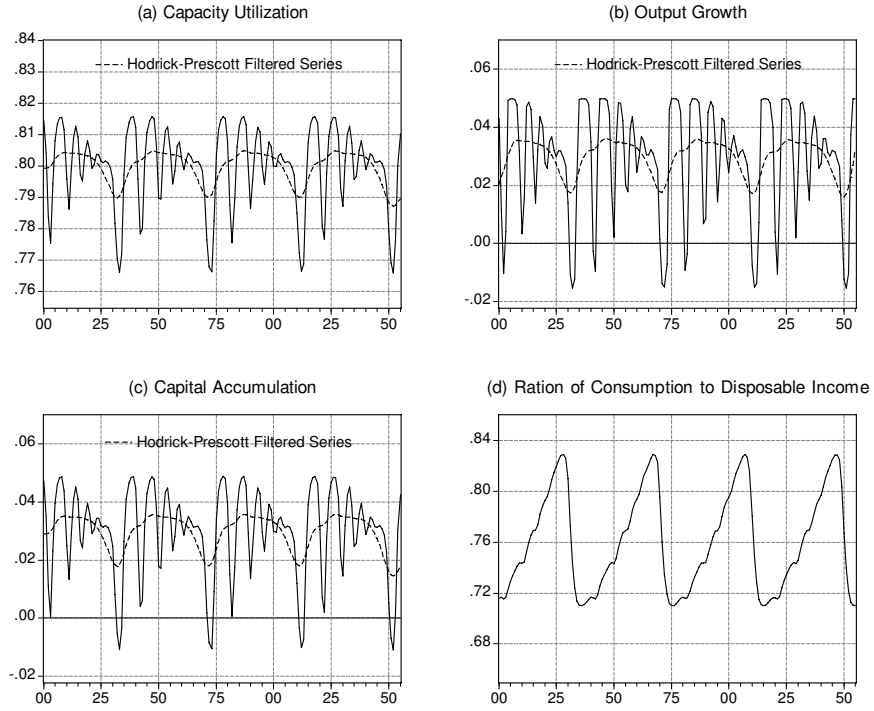 (a) Capacity Utilization
.84
.83
.82
.81
.80
.79
.78
.77
.76
00 25 50 75 00 25 50
Hodrick-Prescott Filtered Series
(b) Output Growth
.06
.04
.02
.00
-.02
00 25 50 75 00 25 50
Hodrick-Prescott Filtered Series
(c) Capital Accumulation
.06
.04
.02
.00
-.02
00 25 50 75 00 25 50
Hodrick-Prescott Filtered Series
(d) Ration of Consumption to Disposable Income
.84
.80
.76
.72
.68
00 25 50 75 00 25 50